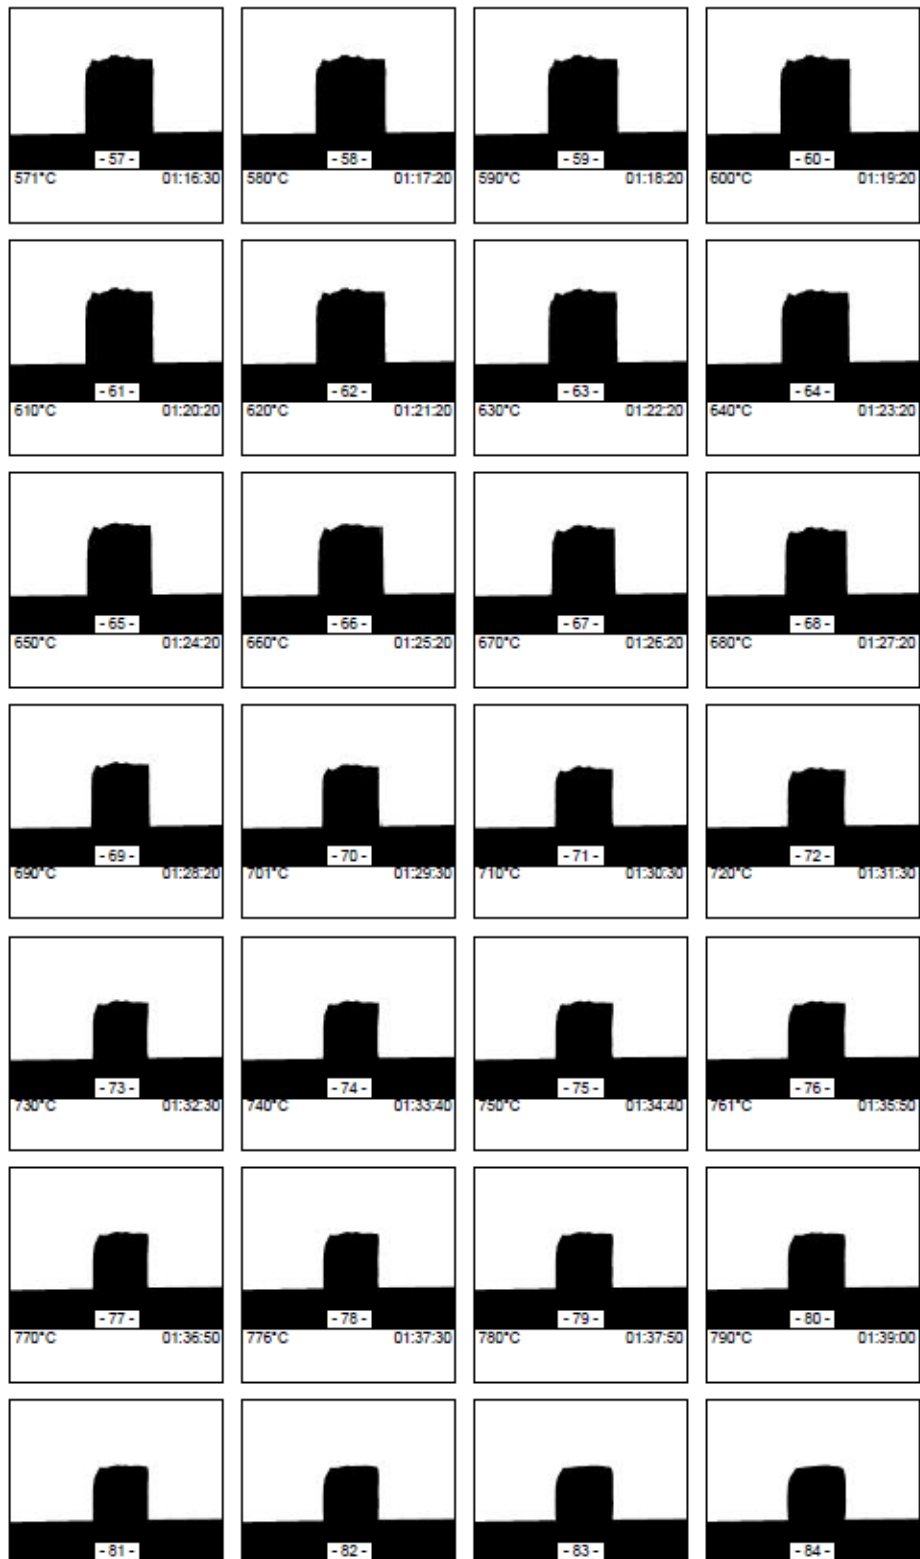 - 57 - - 58 - - 59 - - 60 -
571°C 01:16:30 580°C 01:17:20 590°C 01:18:20 600°C 01:19:20
- 61 - - 62 - - 63 - - 64 -
610°C 01:20:20 620°C 01:21:20 630°C 01:22:20 640°C 01:23:20
- 65 - - 66 - - 67 - - 68 -
650°C 01:24:20 660°C 01:25:20 670°C 01:26:20 680°C 01:27:20
- 69 - - 70 - - 71 - - 72 -
690°C 01:28:20 701°C 01:29:30 710°C 01:30:30 720°C 01:31:30
- 73 - - 74 - - 75 - - 76 -
730°C 01:32:30 740°C 01:33:40 750°C 01:34:40 761°C 01:35:50
- 77 - - 78 - - 79 - - 80 -
770°C 01:36:50 776°C 01:37:30 780°C 01:37:50 790°C 01:39:00
- 81 - - 82 - - 83 - - 84 -